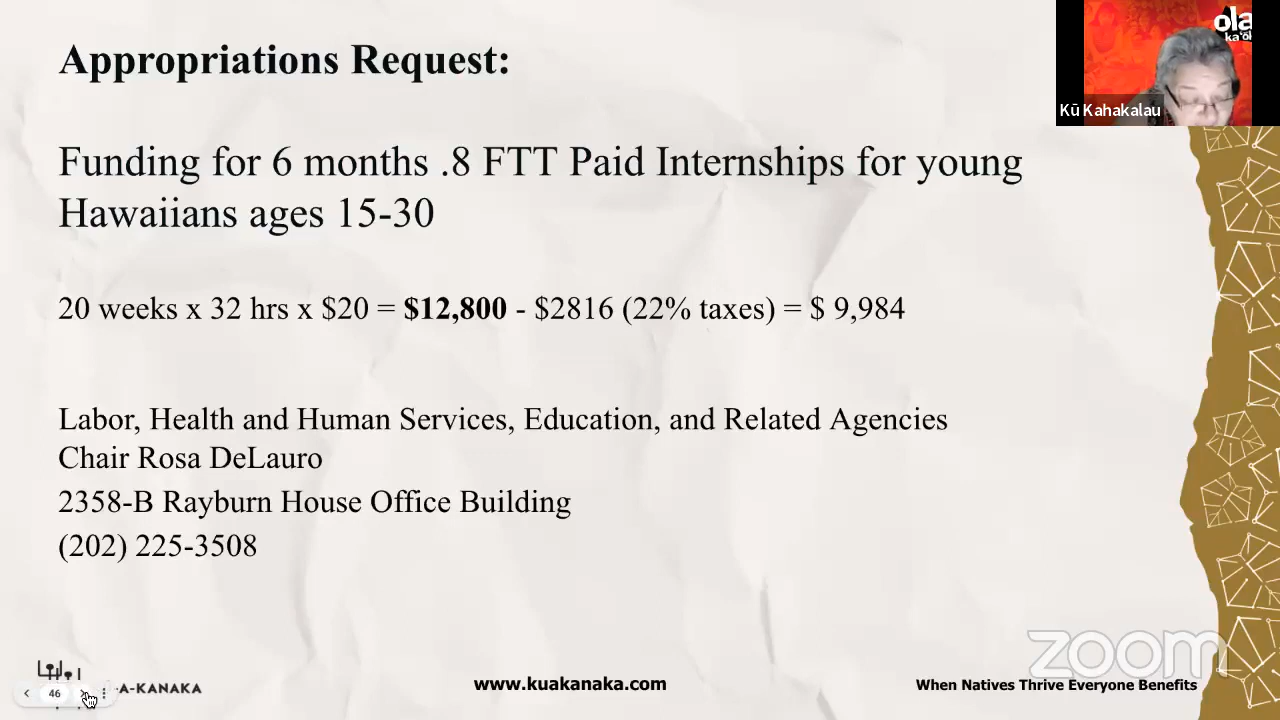 Appropriations Request:
ola
ka'ōl
Kū Kahakalau
Funding for 6 months .8 FTT Paid Internships for young
Hawaiians ages 15-30
20 weeks x 32 hrs x $20 = $12,800 - $2816 (22% taxes) = $ 9,984
Labor, Health and Human Services, Education, and Related Agencies
Chair Rosa DeLauro
2358-B Rayburn House Office Building
(202) 225-3508
zoom
46
A-KANAKA
www.kuakanaka.com
When Natives Thrive Everyone Benefits